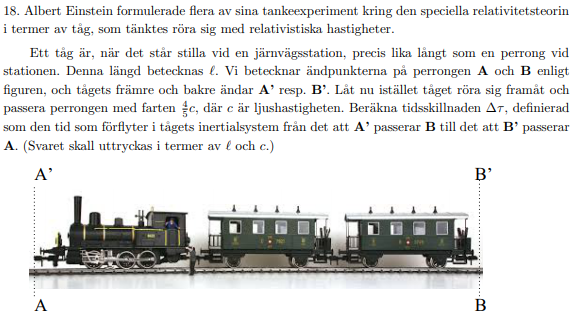 18. Albert Einstein formulerade flera av sina tankeexperiment kring den speciella relativitetsteorin
i termer av tåg, som tänktes röra sig med relativistiska hastigheter.
Ett tåg är, när det står stilla vid en järnvägsstation, precis lika långt som en perrong vid
stationen. Denna längd betecknas ℓ. Vi betecknar ändpunkterna på perrongen A och B enligt
figuren, och tågets främre och bakre ändar A' resp. B'. Låt nu istället tåget röra sig framåt och
passera perrongen med farten 4/5 c, där c är ljushastigheten. Beräkna tidsskillnaden Δτ, definierad
som den tid som förflyter i tågets inertialsystem från det att A' passerar B till det att B' passerar
A. (Svaret skall uttryckas i termer av ℓ och c.)
A' B'
A B